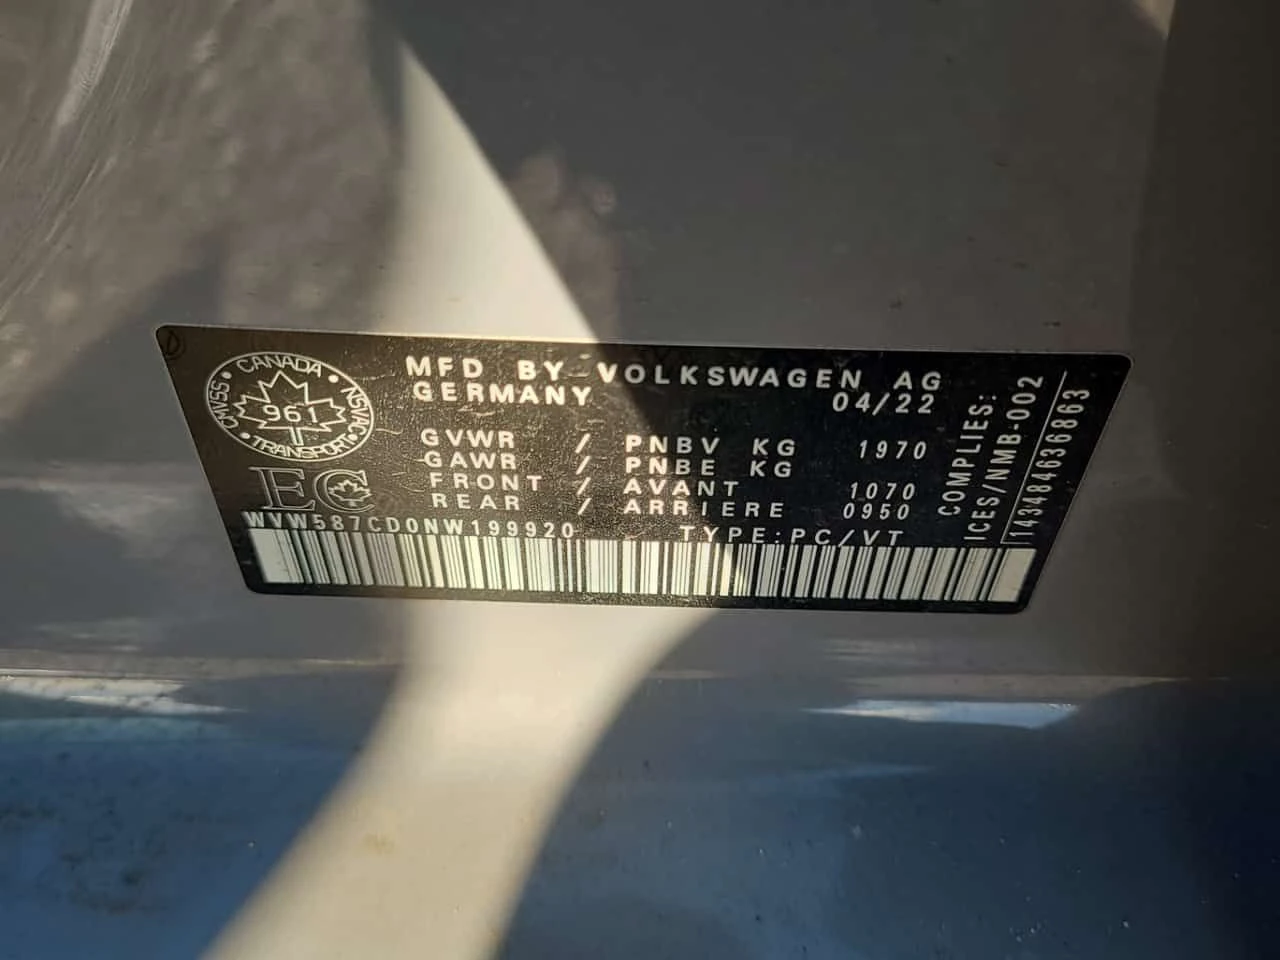 CANADA
CMVSS • NSVAC
961
TRANSPORT
EC
MFD BY VOLKSWAGEN AG
GERMANY 04/22
GVWR / PNBV KG 1970
GAWR / PNBE KG
FRONT / AVANT 1070
REAR / ARRIERE 0950
WVW587CD0NW199920 TYPE:PC/VT
COMPLIES:
ICES/NMB-002
143484636863